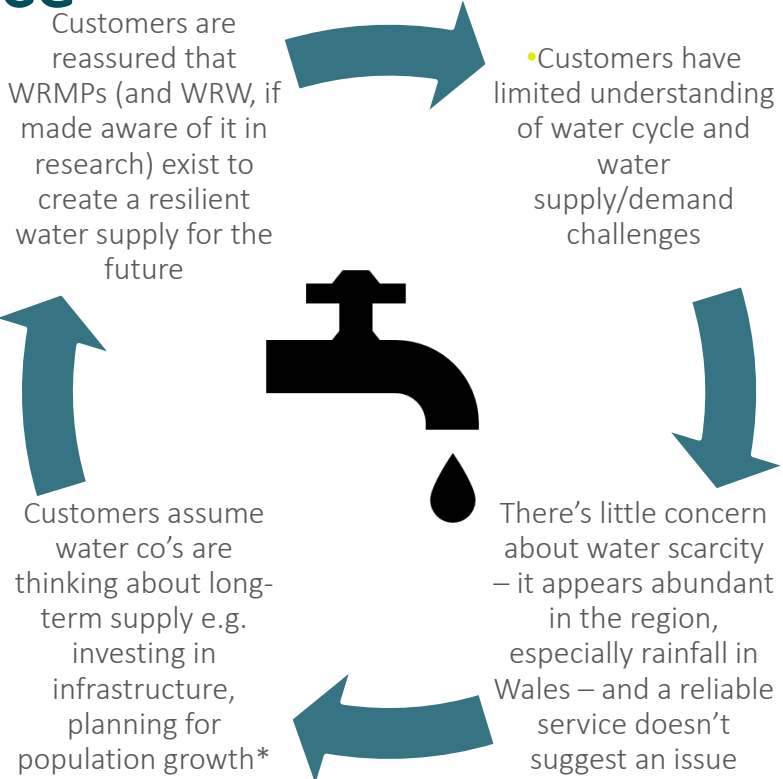 Customers are
reassured that
WRMPs (and WRW, if
made aware of it in
research) exist to
create a resilient
water supply for the
future
•Customers have
limited understanding
of water cycle and
water
supply/demand
challenges
There’s little concern
about water scarcity
– it appears abundant
in the region,
especially rainfall in
Wales – and a reliable
service doesn’t
suggest an issue
Customers assume
water co’s are
thinking about long-
term supply e.g.
investing in
infrastructure,
planning for
population growth*